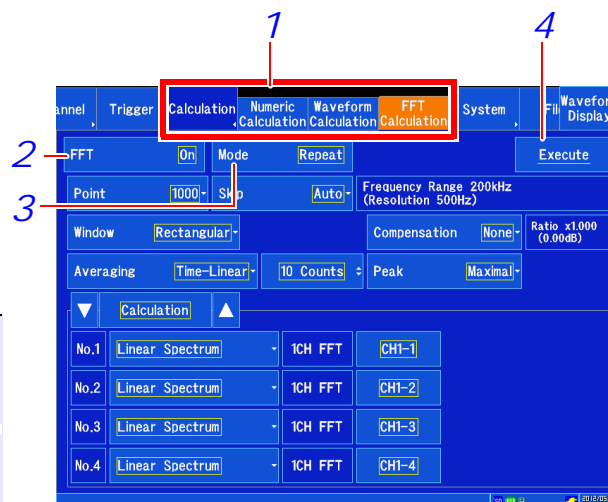 1 4
annel Trigger Calculation Numeric Calculation Waveform Calculation FFT Calculation System Fil Wavefor Display
2 FFT On Mode Repeat Execute
3 Point 1000 Skip Auto Frequency Range 200kHz
(Resolution 500Hz)
Window Rectangular Compensation None Ratio x1.000
(0.00dB)
Averaging Time-Linear 10 Counts Peak Maximal
Calculation
No.1 Linear Spectrum 1CH FFT CH1-1
No.2 Linear Spectrum 1CH FFT CH1-2
No.3 Linear Spectrum 1CH FFT CH1-3
No.4 Linear Spectrum 1CH FFT CH1-4